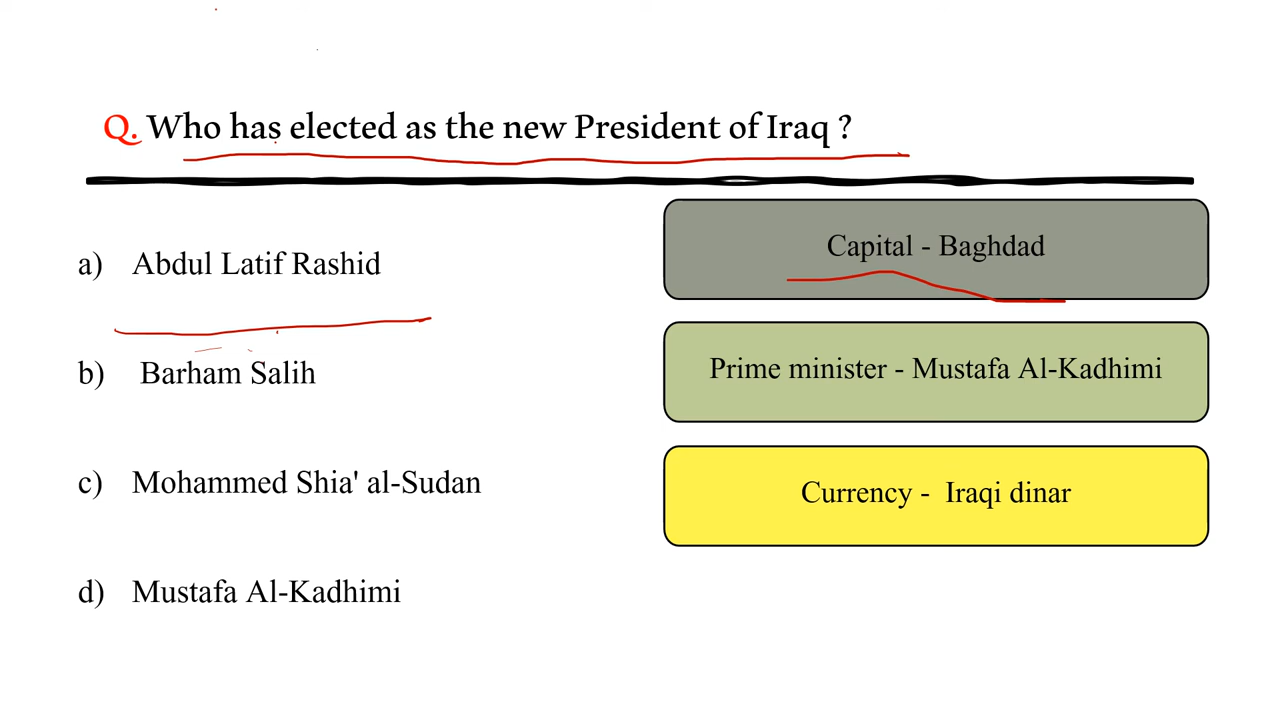 Q. Who has elected as the new President of Iraq ?
a) Abdul Latif Rashid
b) Barham Salih
c) Mohammed Shia' al-Sudan
d) Mustafa Al-Kadhimi
Capital - Baghdad
Prime minister - Mustafa Al-Kadhimi
Currency - Iraqi dinar